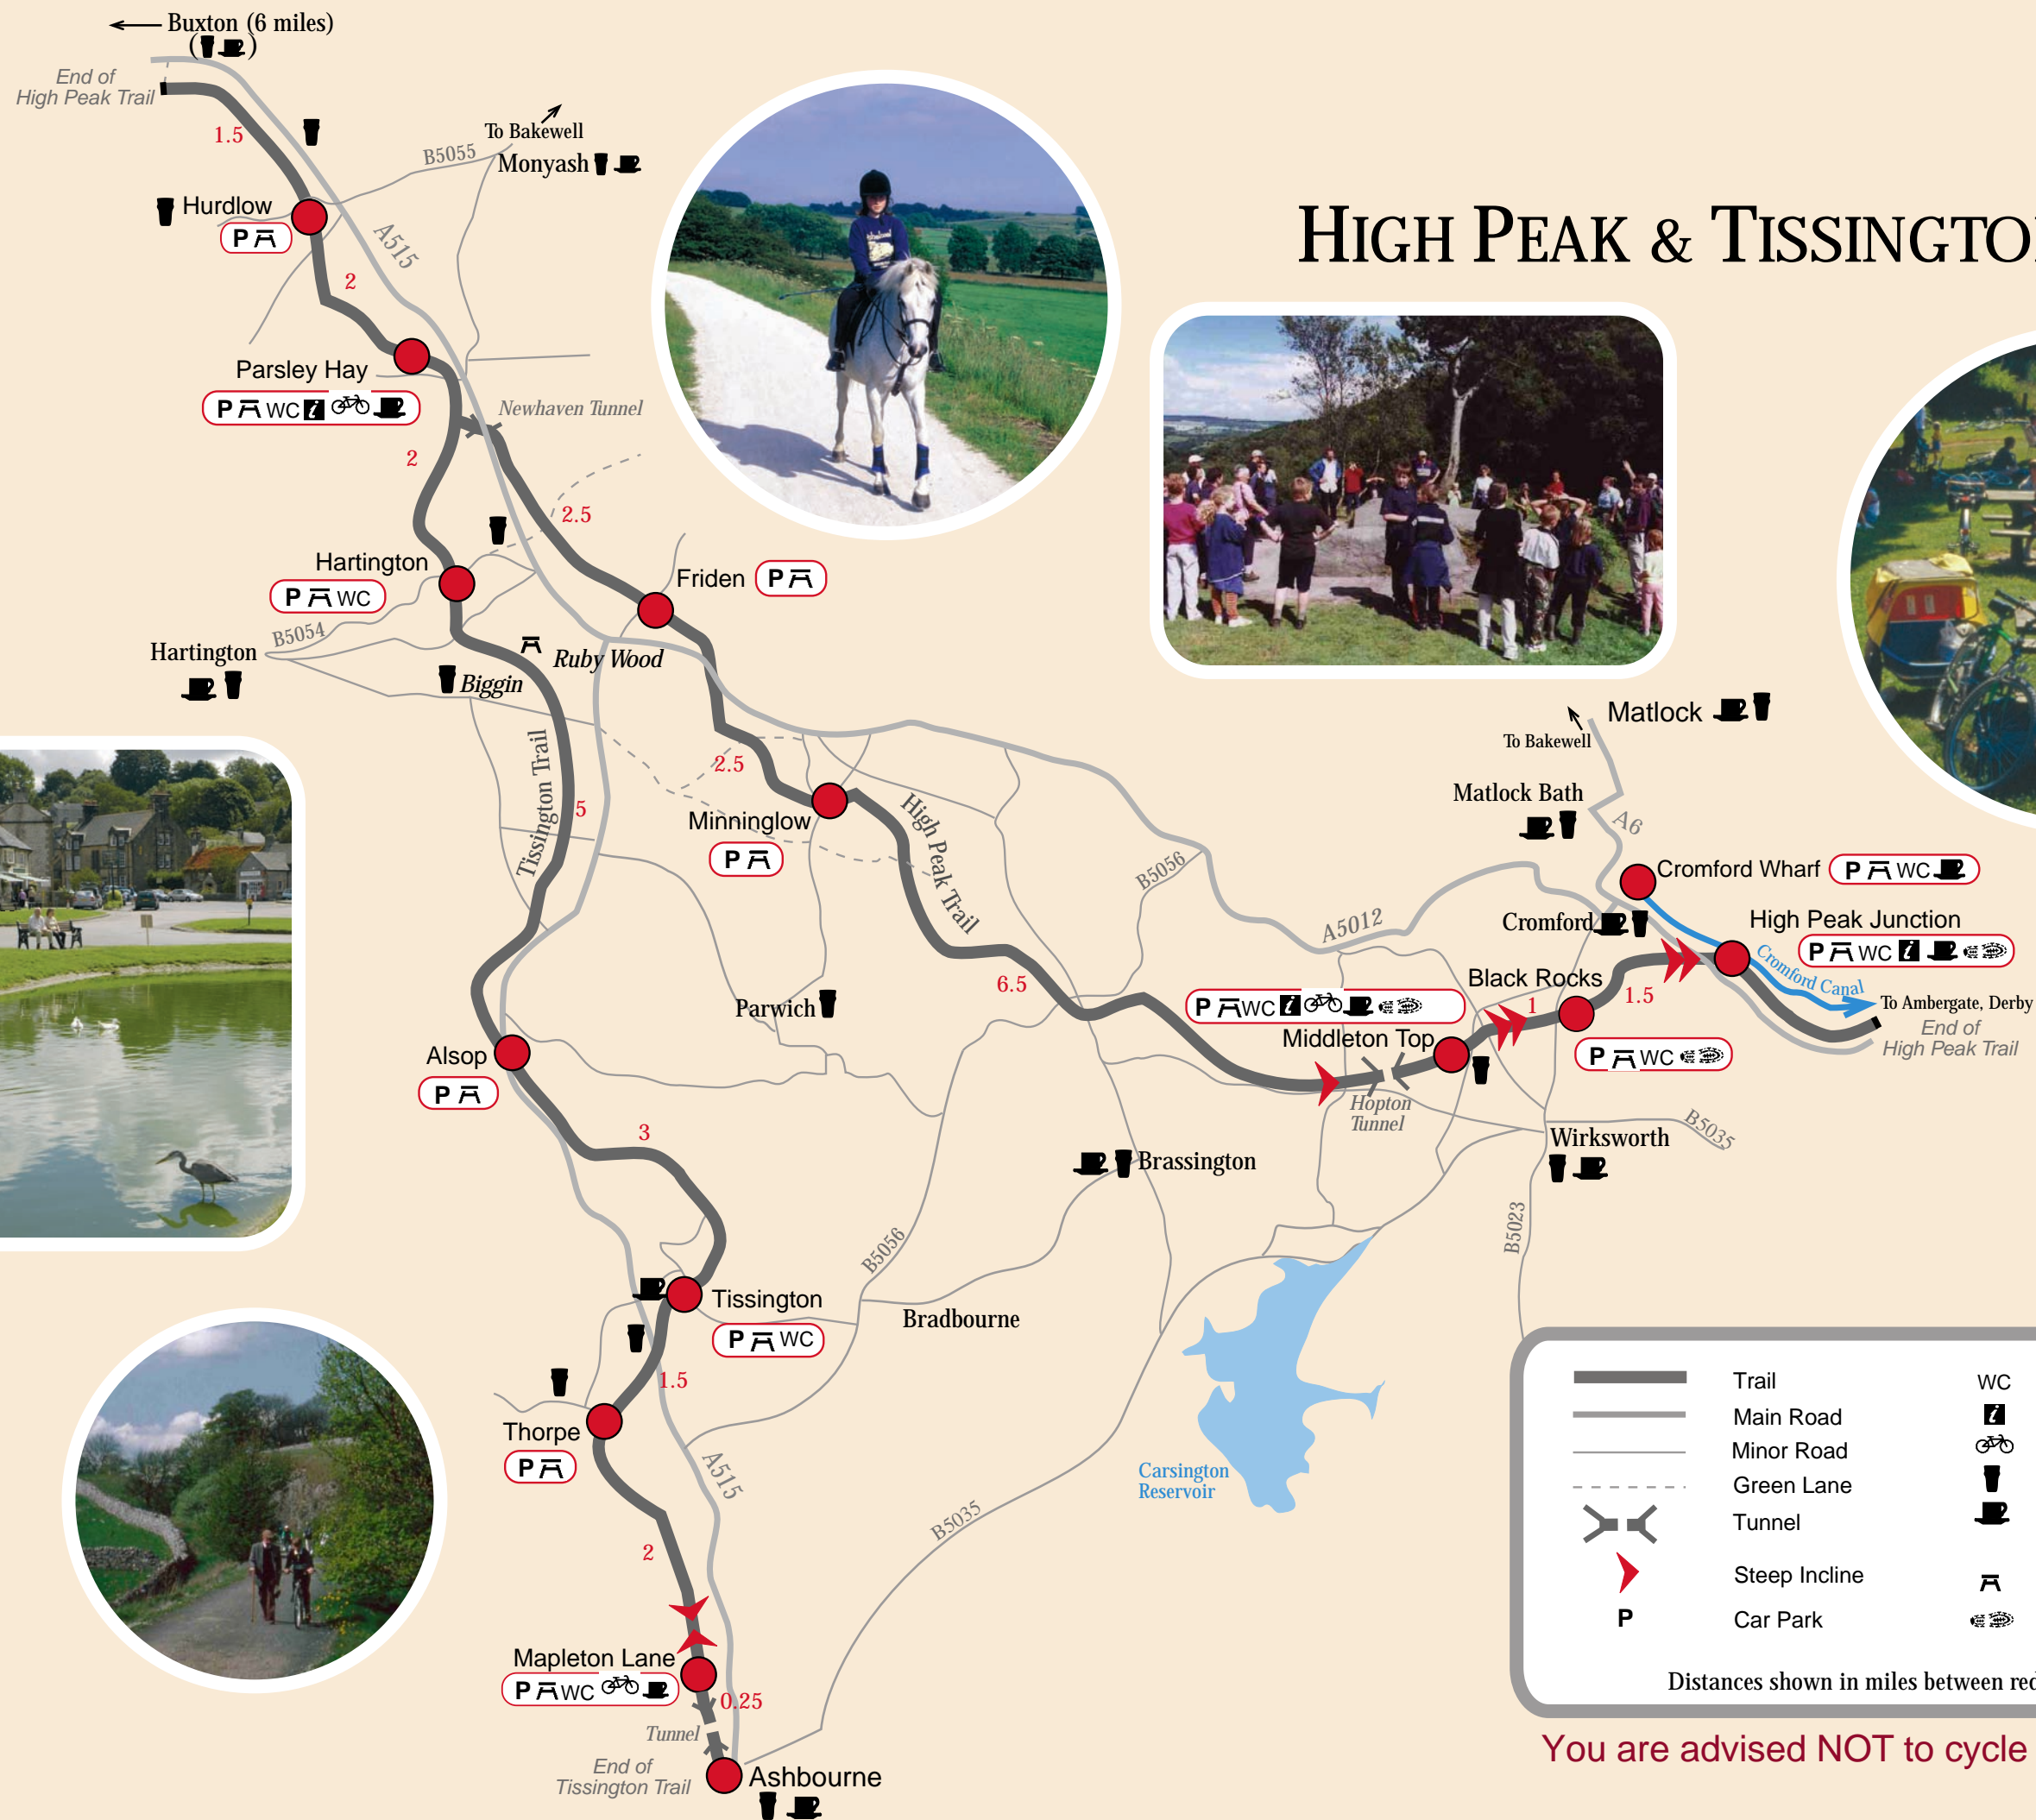 Buxton (6 miles)
End of
High Peak Trail
1.5
To Bakewell
B5055
Monyash
Hurdlow
P
A515
2
HIGH PEAK & TISSINGTO
Parsley Hay
P WC i
Newhaven Tunnel
2
2.5
Hartington
P WC
Friden
P
B5054
Hartington
Ruby Wood
Biggin
Matlock
To Bakewell
Tissington Trail
2.5
5
Minninglow
P
High Peak Trail
Matlock Bath
A6
B5056
Cromford Wharf
P WC
A5012
Cromford
High Peak Junction
P WC i
6.5
Parwich
Black Rocks
P WC i
1
1.5
Cromford Canal
To Ambergate, Derby
End of
High Peak Trail
Middleton Top
P WC
Alsop
P
Hopton
Tunnel
3
Wirksworth
B5035
Brassington
B5023
B5056
Tissington
P WC
Bradbourne
1.5
Thorpe
P
A515
Carsington
Reservoir
B5035
2
Mapleton Lane
P WC
0.25
Tunnel
End of
Tissington Trail
Ashbourne
Trail
WC
Main Road
i
Minor Road
Green Lane
Tunnel
Steep Incline
P
Car Park
Distances shown in miles between red
You are advised NOT to cycle